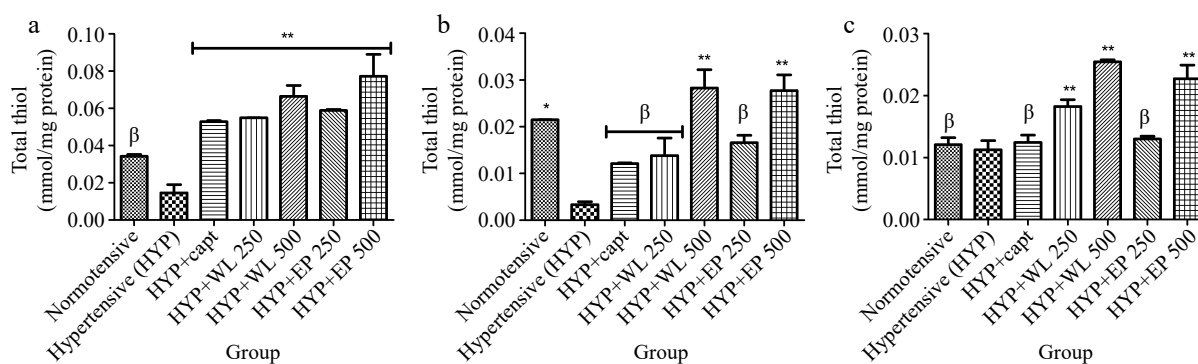 a
Total thiol
(mmol/mg protein)
0.10
0.08
0.06
0.04
0.02
0.00
β
**
Normotensive
Hypertensive (HYP)
HYP+capt
HYP+WL 250
HYP+WL 500
HYP+EP 250
HYP+EP 500
Group
b
Total thiol
(mmol/mg protein)
0.04
0.03
0.02
0.01
0.00
*
β
**
β
**
Normotensive
Hypertensive (HYP)
HYP+capt
HYP+WL 250
HYP+WL 500
HYP+EP 250
HYP+EP 500
Group
c
Total thiol
(mmol/mg protein)
0.03
0.02
0.01
0.00
β
β
**
**
β
**
Normotensive
Hypertensive (HYP)
HYP+capt
HYP+WL 250
HYP+WL 500
HYP+EP 250
HYP+EP 500
Group